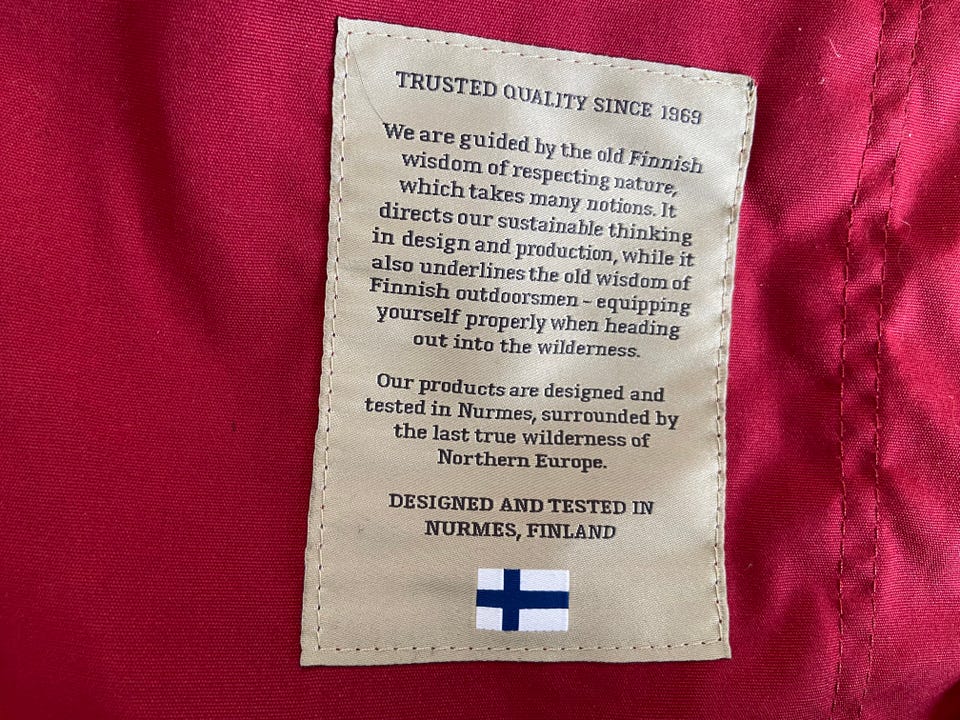 TRUSTED QUALITY SINCE 1969
We are guided by the old Finnish
wisdom of respecting nature,
which takes many notions. It
directs our sustainable thinking
in design and production, while it
also underlines the old wisdom of
Finnish outdoorsmen – equipping
yourself properly when heading
out into the wilderness.
Our products are designed and
tested in Nurmes, surrounded by
the last true wilderness of
Northern Europe.
DESIGNED AND TESTED IN
NURMES, FINLAND